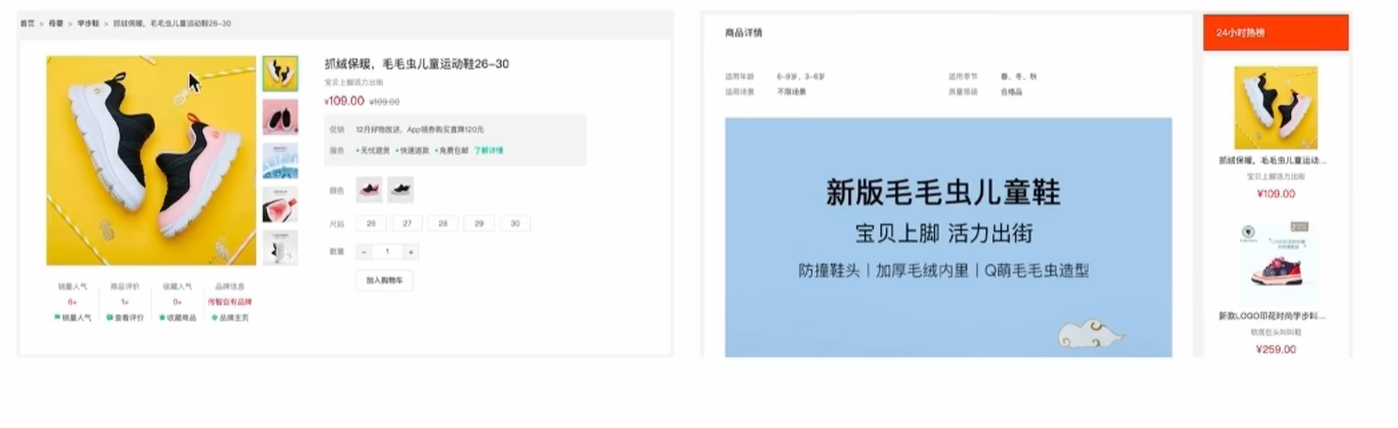 首页 > 母婴 > 学步鞋 > 抓绒保暖，毛毛虫儿童运动鞋26-30
抓绒保暖，毛毛虫儿童运动鞋26-30
宝贝上脚活力出街
¥109.00 ¥109.00
促销 12月好物放送，App领券购买直降120元
服务 •无忧退货 •快速退款 •免费包邮 了解详情
颜色
尺码 26 27 28 29 30
数量 - 1 +
加入购物车
销量人气 商品评价 收藏人气 品牌信息
6+ 1+ 0+ 传智自有品牌
销量人气 查看评价 收藏商品 品牌主页
商品详情
适用年龄 6-9岁、3-6岁 适用季节 春、冬、秋
适用场景 不限场景 质量等级 合格品
新版毛毛虫儿童鞋
宝贝上脚 活力出街
防撞鞋头｜加厚毛绒内里｜Q萌毛毛虫造型
24小时热榜
抓绒保暖，毛毛虫儿童运动...
宝贝上脚活力出街
¥109.00
新款LOGO印花时尚学步叫...
软底包头叫叫鞋
¥259.00